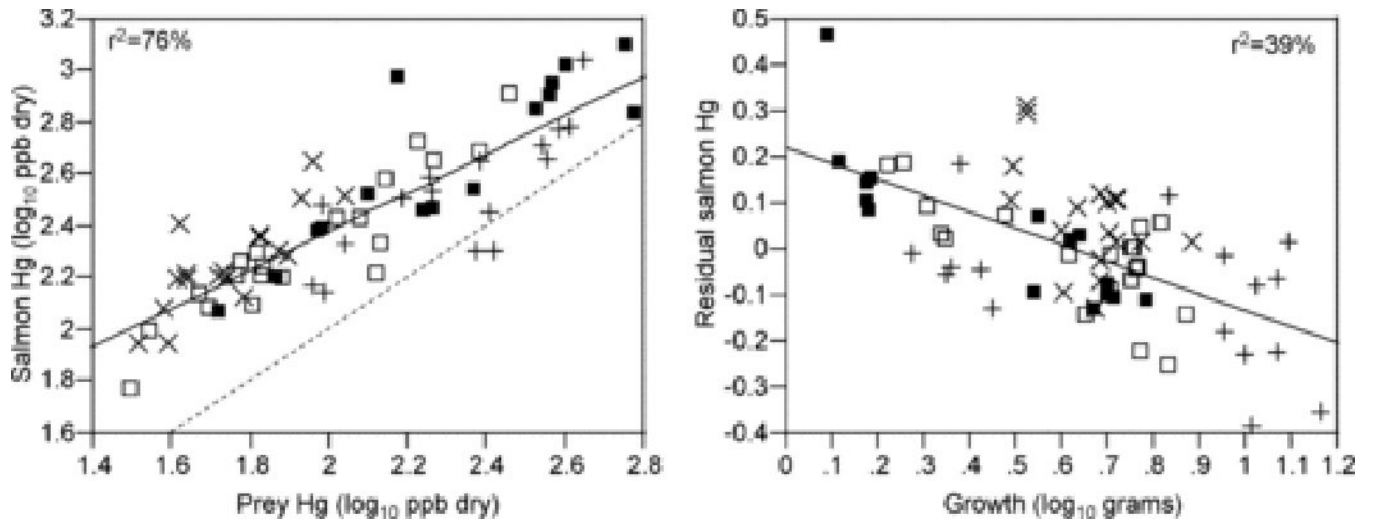 r²=76%
Salmon Hg (log₁₀ ppb dry)
3.2
3
2.8
2.6
2.4
2.2
2
1.8
1.6
1.4 1.6 1.8 2 2.2 2.4 2.6 2.8
Prey Hg (log₁₀ ppb dry)
r²=39%
Residual salmon Hg
0.5
0.4
0.3
0.2
0.1
0
-0.1
-0.2
-0.3
-0.4
0 .1 .2 .3 .4 .5 .6 .7 .8 .9 1 1.1 1.2
Growth (log₁₀ grams)